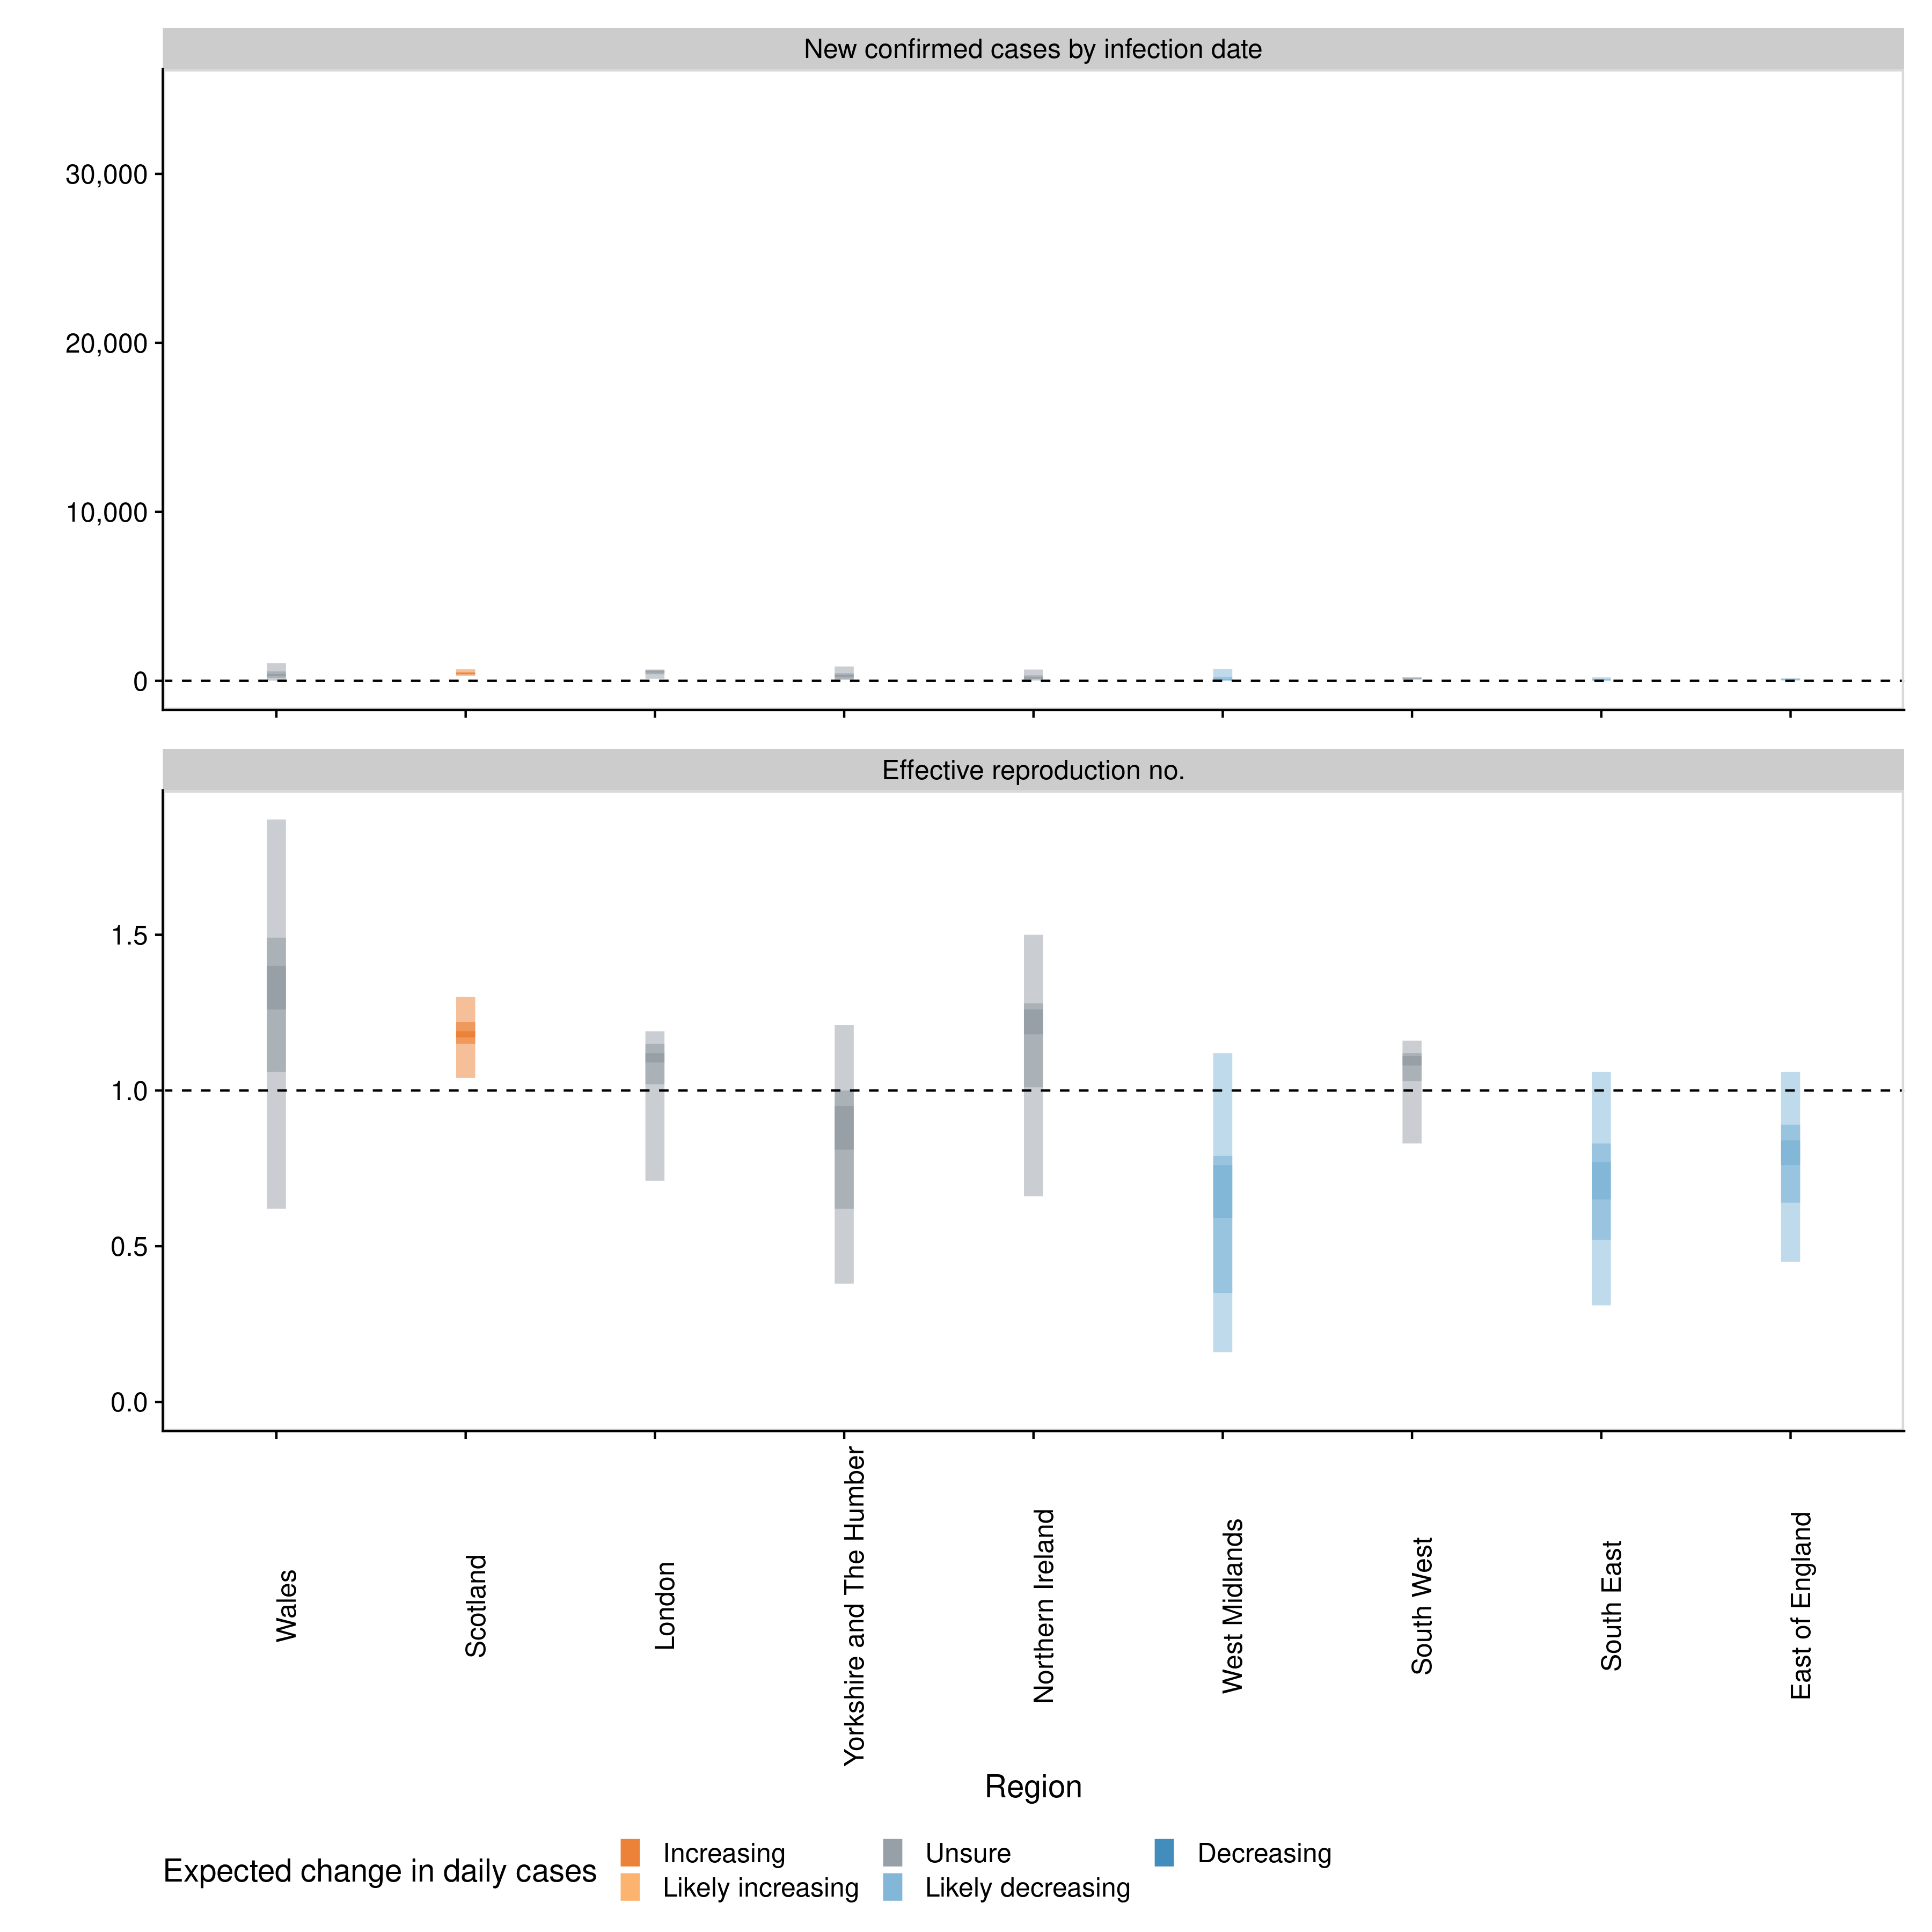 New confirmed cases by infection date
30,000
20,000
10,000
0
Effective reproduction no.
1.5
1.0
0.5
0.0
Wales
Scotland
London
Yorkshire and The Humber
Northern Ireland
West Midlands
South West
South East
East of England
Region
Expected change in daily cases
Increasing
Likely increasing
Unsure
Likely decreasing
Decreasing